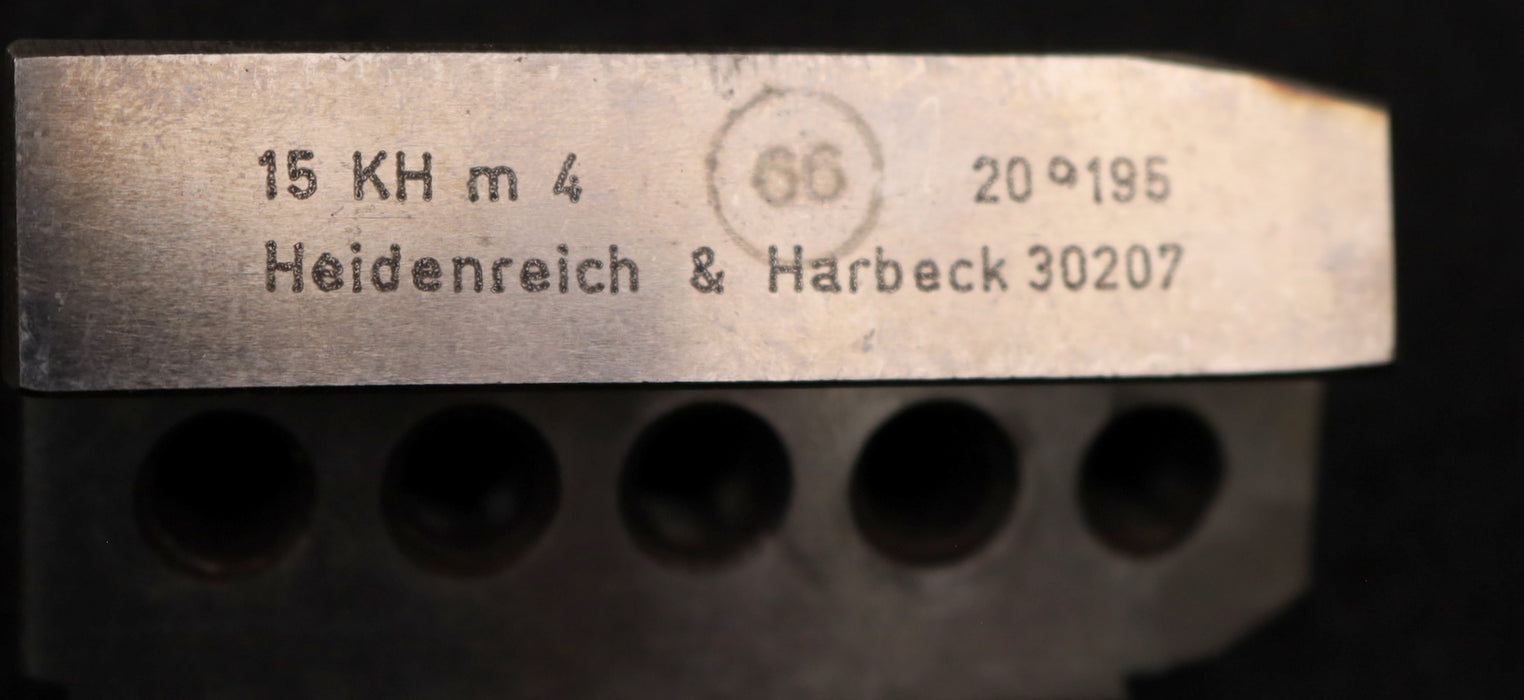 15 KH m 4 66 20°195
Heidenreich & Harbeck 30207